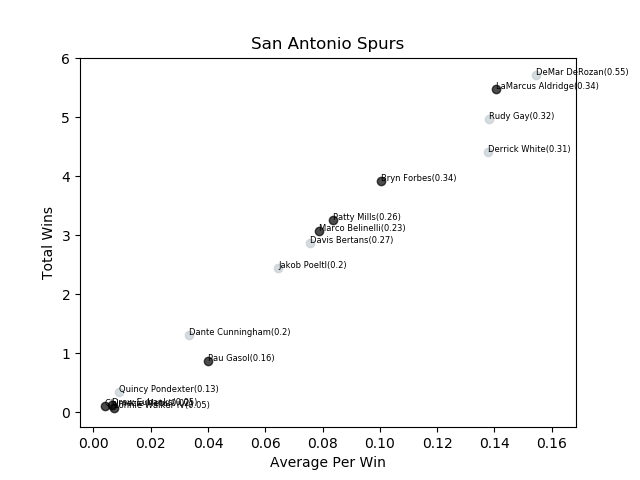 San Antonio Spurs
Total Wins
6
5
4
3
2
1
0
DeMar DeRozan(0.55)
LaMarcus Aldridge(0.34)
Rudy Gay(0.32)
Derrick White(0.31)
Bryn Forbes(0.34)
Patty Mills(0.26)
Marco Belinelli(0.23)
Davis Bertans(0.27)
Jakob Poeltl(0.2)
Dante Cunningham(0.2)
Pau Gasol(0.16)
Quincy Pondexter(0.13)
Drew Eubanks(0.05)
Lonnie Walker IV(0.05)
0.00 0.02 0.04 0.06 0.08 0.10 0.12 0.14 0.16
Average Per Win